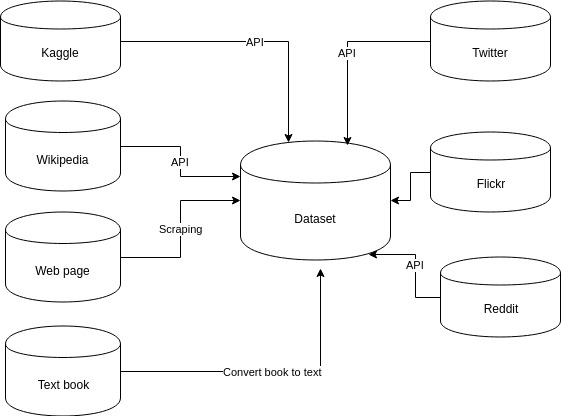 Kaggle
API
API
Twitter
Wikipedia
API
Flickr
Dataset
Scraping
Web page
API
Reddit
Text book
Convert book to text